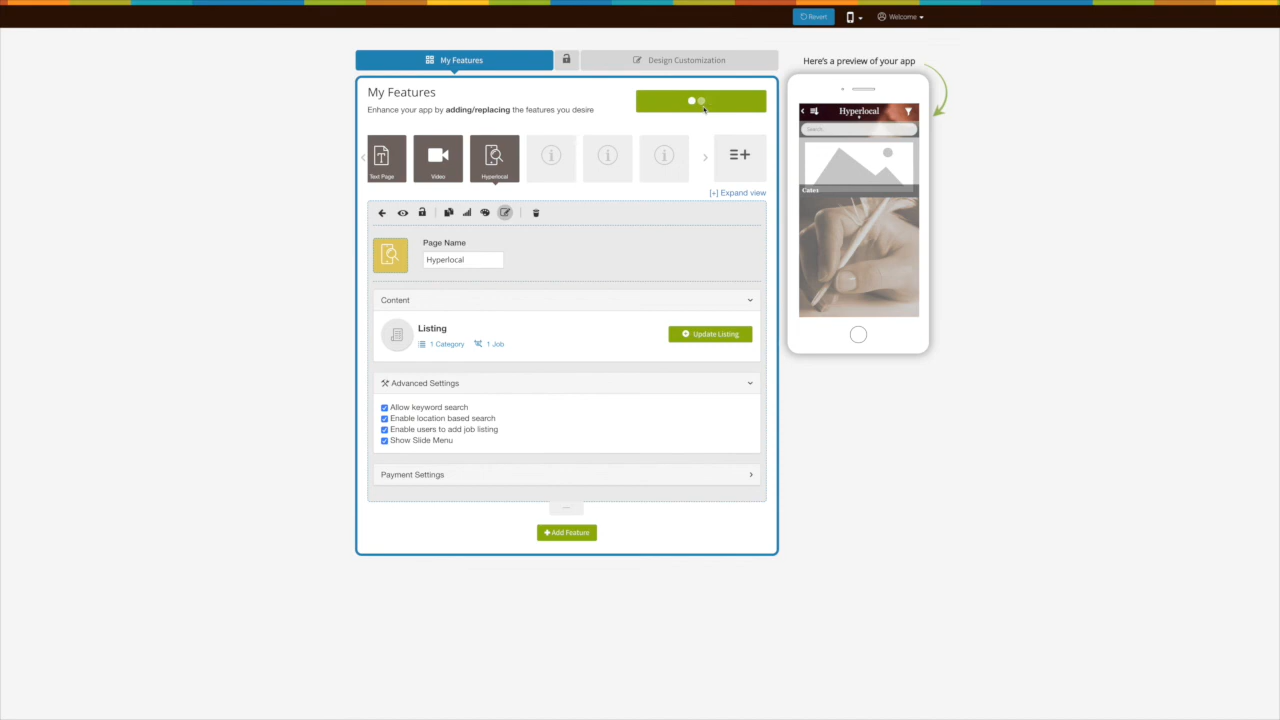 Revert
Welcome
My Features
Design Customization
Here's a preview of your app
My Features
Enhance your app by adding/replacing the features you desire
Text Page
Video
Hyperlocal
[+] Expand view
Page Name
Hyperlocal
Content
Listing
1 Category
1 Job
Update Listing
Advanced Settings
Allow keyword search
Enable location based search
Enable users to add job listing
Show Slide Menu
Payment Settings
Add Feature
Hyperlocal
Search..
Cate1